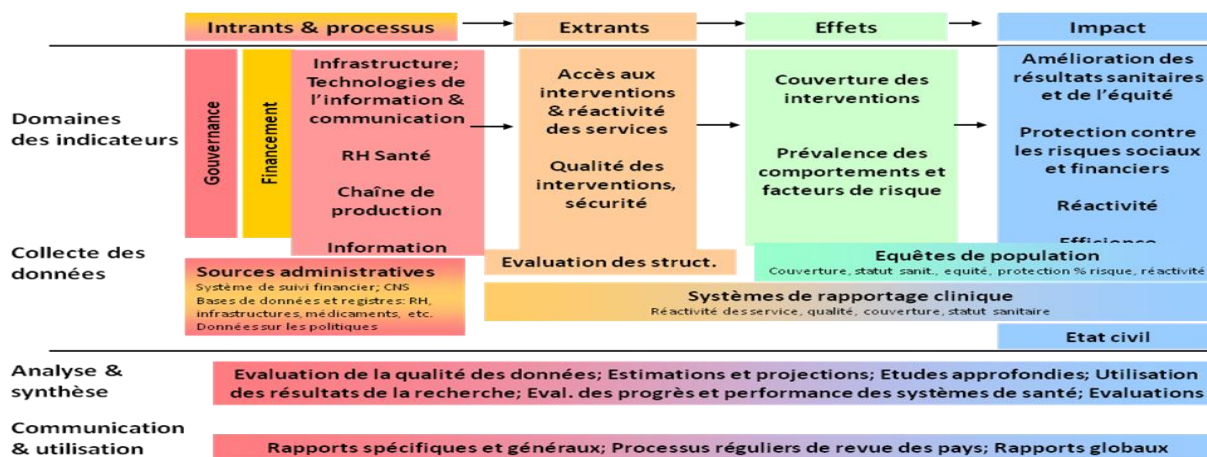 Intrants & processus
Extrants
Effets
Impact
Domaines
des indicateurs
Gouvernance
Financement
Infrastructure;
Technologies de
l'information &
communication
RH Santé
Chaîne de
production
Information
Accès aux
interventions
& réactivité
des services
Qualité des
interventions,
sécurité
Couverture des
interventions
Prévalence des
comportements et
facteurs de risque
Amélioration des
résultats sanitaires
et de l'équité
Protection contre
les risques sociaux
et financiers
Réactivité
Efficience
Collecte des
données
Sources administratives
Système de suivi financier; CNS
Bases de données et registres: RH,
infrastructures, médicaments, etc.
Données sur les politiques
Evaluation des struct.
Equêtes de population
Couverture, statut sanit., equité, protection % risque, réactivité
Systèmes de rapportage clinique
Réactivité des service, qualité, couverture, statut sanitaire
Etat civil
Analyse &
synthèse
Evaluation de la qualité des données; Estimations et projections; Etudes approfondies; Utilisation
des résultats de la recherche; Eval. des progrès et performance des systèmes de santé; Evaluations
Communication
& utilisation
Rapports spécifiques et généraux; Processus réguliers de revue des pays; Rapports globaux